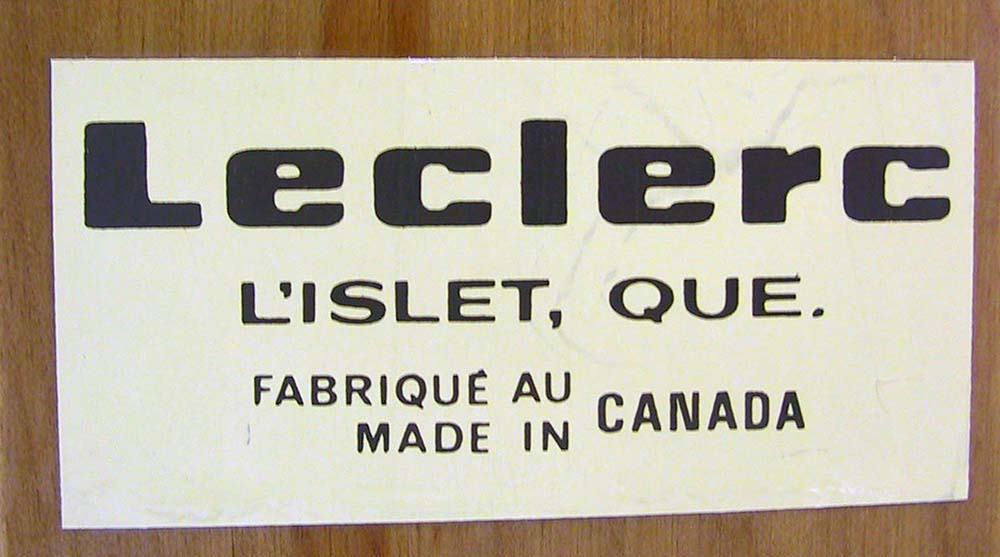 Leclerc
L'ISLET, QUE.
FABRIQUÉ AU
MADE IN CANADA